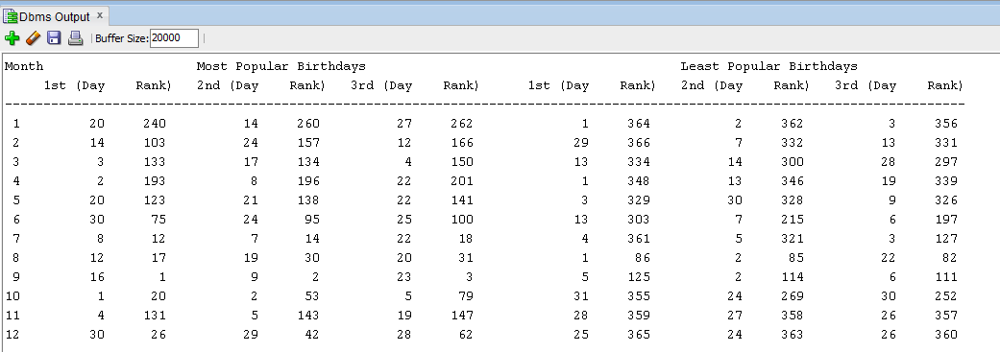 Dbms Output x
Buffer Size: 20000
Month Most Popular Birthdays Least Popular Birthdays
1st (Day Rank) 2nd (Day Rank) 3rd (Day Rank) 1st (Day Rank) 2nd (Day Rank) 3rd (Day Rank)
1 20 240 14 260 27 262 1 364 2 362 3 356
2 14 103 24 157 12 166 29 366 7 332 13 331
3 3 133 17 134 4 150 13 334 14 300 28 297
4 2 193 8 196 22 201 1 348 13 346 19 339
5 20 123 21 138 22 141 3 329 30 328 9 326
6 30 75 24 95 25 100 13 303 7 215 6 197
7 8 12 7 14 22 18 4 361 5 321 3 127
8 12 17 19 30 20 31 1 86 2 85 22 82
9 16 1 9 2 23 3 5 125 2 114 6 111
10 1 20 2 53 5 79 31 355 24 269 30 252
11 4 131 5 143 19 147 28 359 27 358 26 357
12 30 26 29 42 28 62 25 365 24 363 26 360